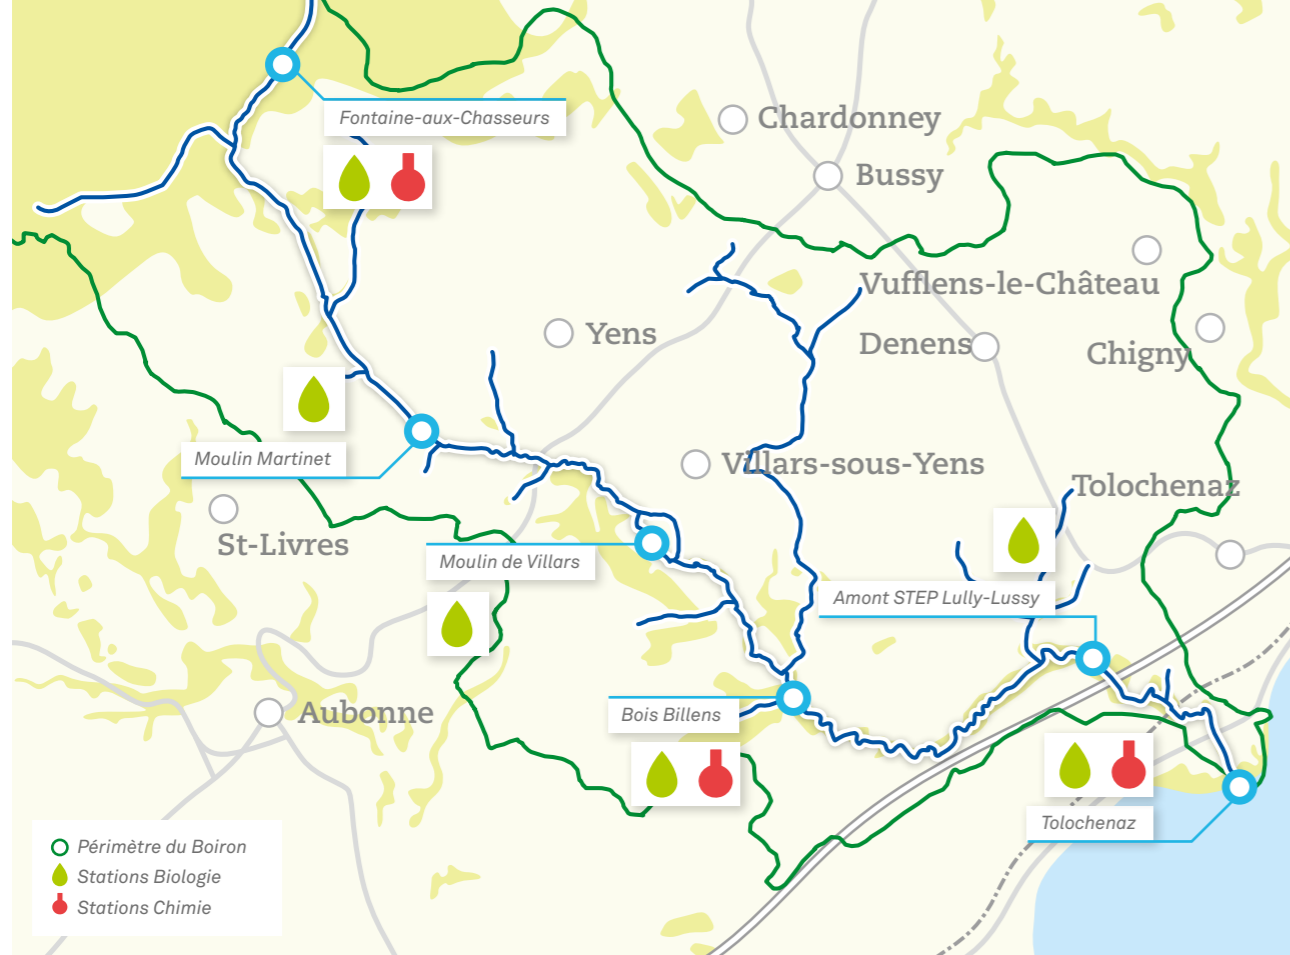 Fontaine-aux-Chasseurs
Chardonney
Bussy
Vufflens-le-Château
Yens
Denens
Chigny
Moulin Martinet
Villars-sous-Yens
Tolochenaz
St-Livres
Moulin de Villars
Amont STEP Lully-Lussy
Aubonne
Bois Billens
Tolochenaz
Périmètre du Boiron
Stations Biologie
Stations Chimie